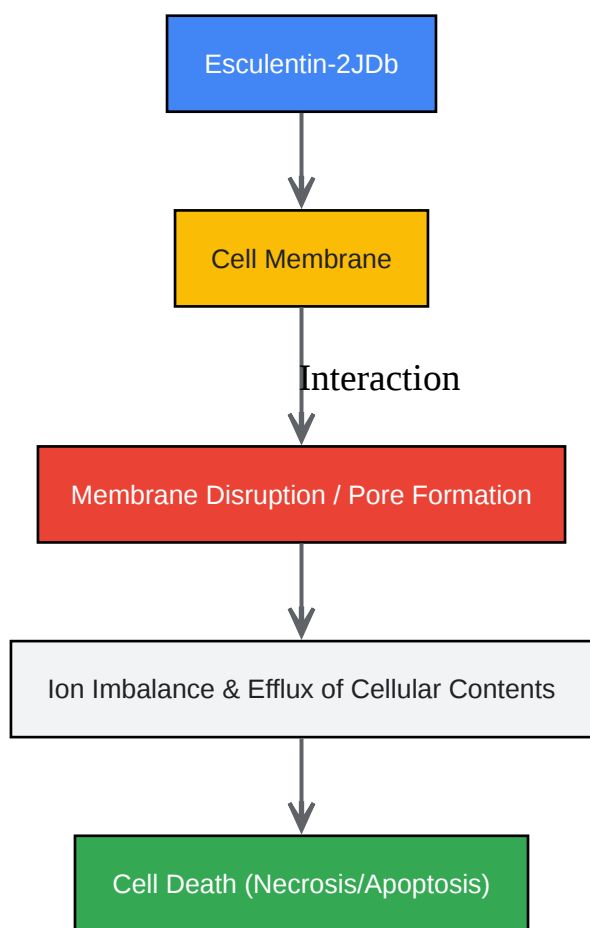 Esculentin-2JDb
Cell Membrane
Interaction
Membrane Disruption / Pore Formation
Ion Imbalance & Efflux of Cellular Contents
Cell Death (Necrosis/Apoptosis)